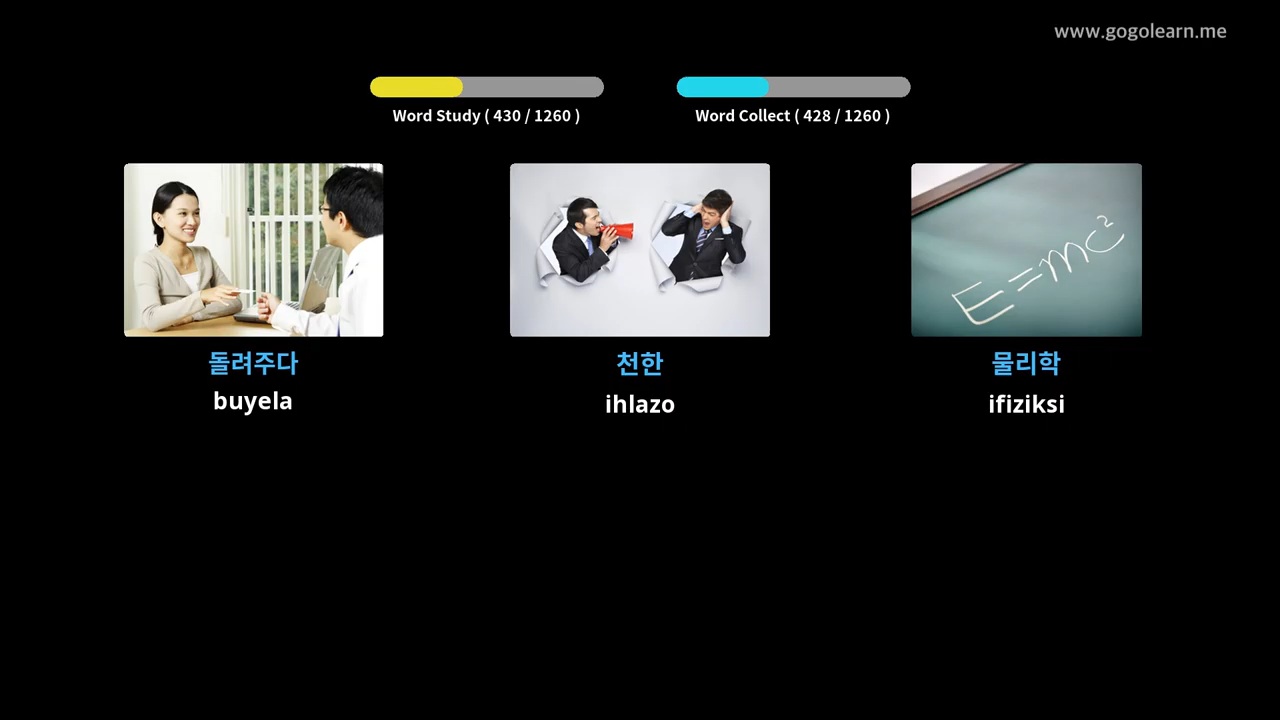 www.gogolearn.me
Word Study ( 430 / 1260 )
Word Collect ( 428 / 1260 )
E=mc²
돌려주다
천한
물리학
buyela
ihlazo
ifiziksi